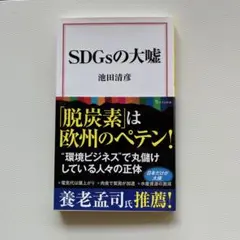 SDGsの大嘘
池田清彦
「脱炭素」は
欧州のペテン!
"環境ビジネス"で丸儲け
している人々の正体
養老孟司氏推薦!